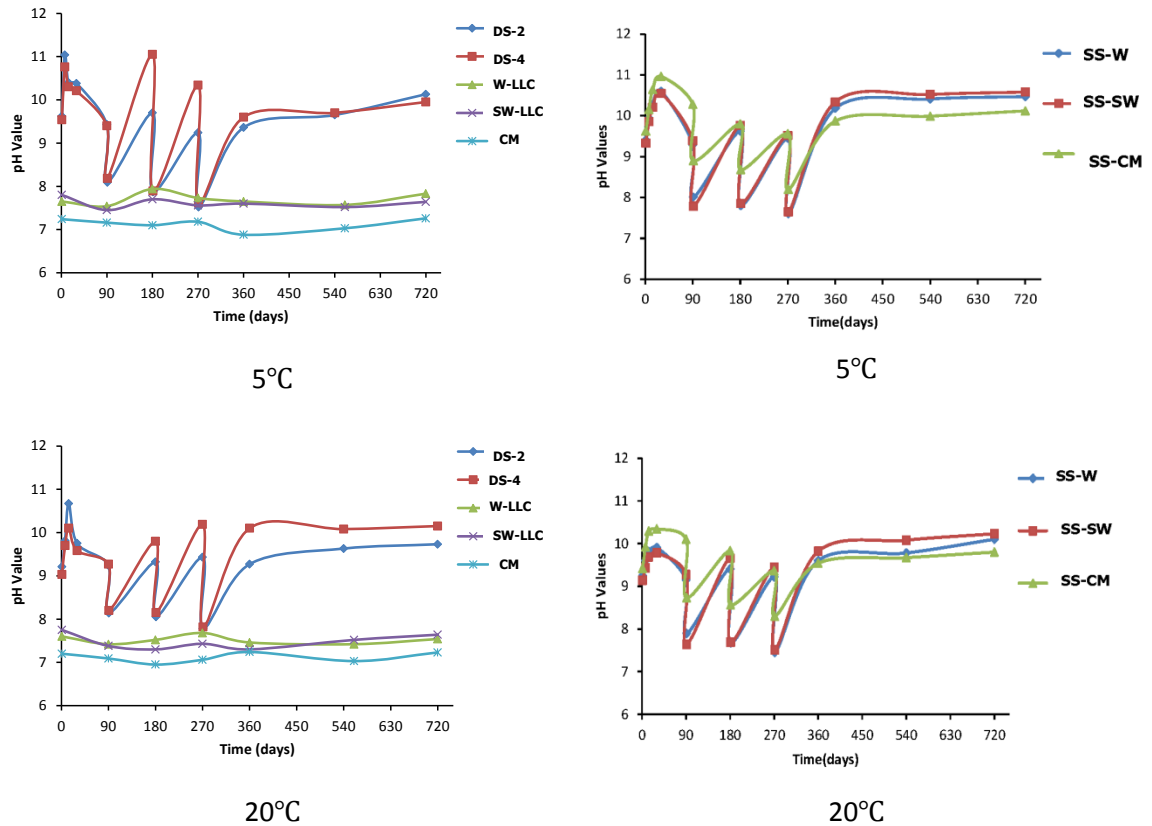 12
11
10
9
8
7
6
pH Value
0 90 180 270 360 450 540 630 720
Time (days)
DS-2
DS-4
W-LLC
SW-LLC
CM
5°C
12
11
10
9
8
7
6
pH Values
0 90 180 270 360 450 540 630 720
Time(days)
SS-W
SS-SW
SS-CM
5°C
12
11
10
9
8
7
6
pH Value
0 90 180 270 360 450 540 630 720
Time (days)
DS-2
DS-4
W-LLC
SW-LLC
CM
20°C
12
11
10
9
8
7
6
pH Values
0 90 180 270 360 450 540 630 720
Time(days)
SS-W
SS-SW
SS-CM
20°C